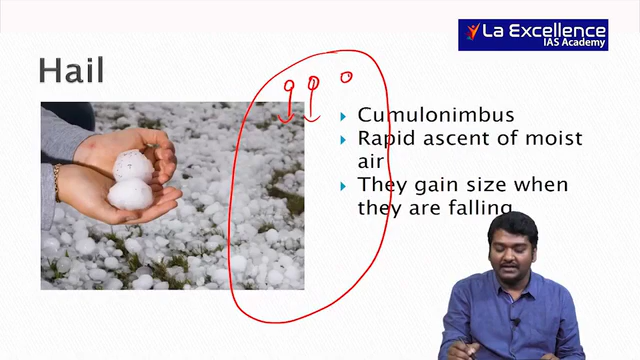 La Excellence
IAS Academy
Hail
Cumulonimbus
Rapid ascent of moist
air
They gain size when
they are falling